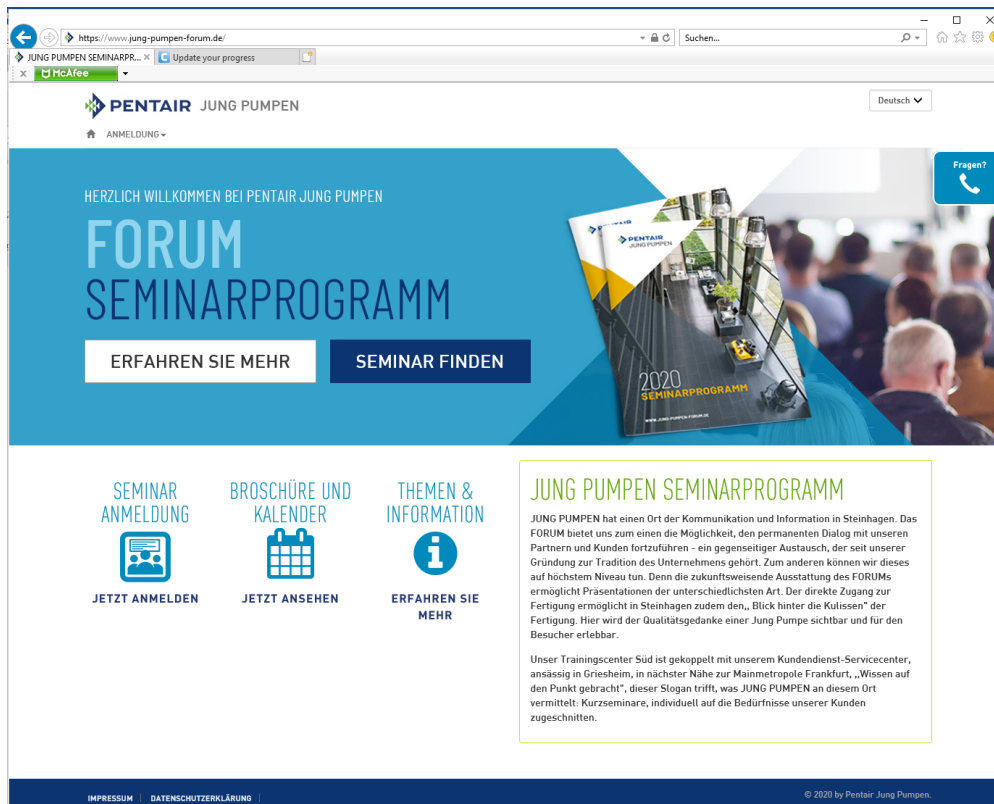 https://www.jung-pumpen-forum.de/
Suchen...
JUNG PUMPEN SEMINARPR...
Update your progress
McAfee
PENTAIR JUNG PUMPEN
Deutsch
ANMELDUNG
Fragen?
HERZLICH WILLKOMMEN BEI PENTAIR JUNG PUMPEN
FORUM
SEMINARPROGRAMM
ERFAHREN SIE MEHR
SEMINAR FINDEN
PENTAIR
JUNG PUMPEN
2020
SEMINARPROGRAMM
WWW.JUNG-PUMPEN-FORUM.DE
SEMINAR
ANMELDUNG
JETZT ANMELDEN
BROSCHÜRE UND
KALENDER
JETZT ANSEHEN
THEMEN &
INFORMATION
ERFAHREN SIE
MEHR
JUNG PUMPEN SEMINARPROGRAMM
JUNG PUMPEN hat einen Ort der Kommunikation und Information in Steinhagen. Das
FORUM bietet uns zum einen die Möglichkeit, den permanenten Dialog mit unseren
Partnern und Kunden fortzuführen - ein gegenseitiger Austausch, der seit unserer
Gründung zur Tradition des Unternehmens gehört. Zum anderen können wir dieses
auf höchstem Niveau tun. Denn die zukunftsweisende Ausstattung des FORUMs
ermöglicht Präsentationen der unterschiedlichsten Art. Der direkte Zugang zur
Fertigung ermöglicht in Steinhagen zudem den,, Blick hinter die Kulissen" der
Fertigung. Hier wird der Qualitätsgedanke einer Jung Pumpe sichtbar und für den
Besucher erlebbar.
Unser Trainingscenter Süd ist gekoppelt mit unserem Kundendienst-Servicecenter,
ansässig in Griesheim, in nächster Nähe zur Mainmetropole Frankfurt, ,,Wissen auf
den Punkt gebracht", dieser Slogan trifft, was JUNG PUMPEN an diesem Ort
vermittelt: Kurzseminare, individuell auf die Bedürfnisse unserer Kunden
zugeschnitten.
IMPRESSUM
DATENSCHUTZERKLÄRUNG
© 2020 by Pentair Jung Pumpen.